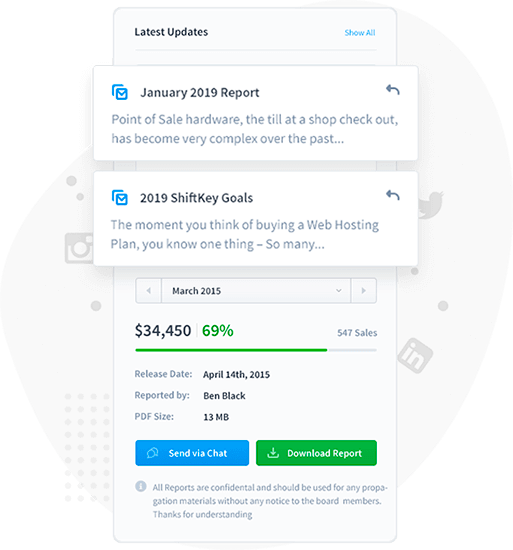 Latest Updates Show All
January 2019 Report
Point of Sale hardware, the till at a shop check out,
has become very complex over the past...
2019 ShiftKey Goals
The moment you think of buying a Web Hosting
Plan, you know one thing – So many...
March 2015
$34,450 69% 547 Sales
Release Date: April 14th, 2015
Reported by: Ben Black
PDF Size: 13 MB
Send via Chat Download Report
All Reports are confidental and should be used for any propa-
gation materials without any notice to the board members.
Thanks for understanding